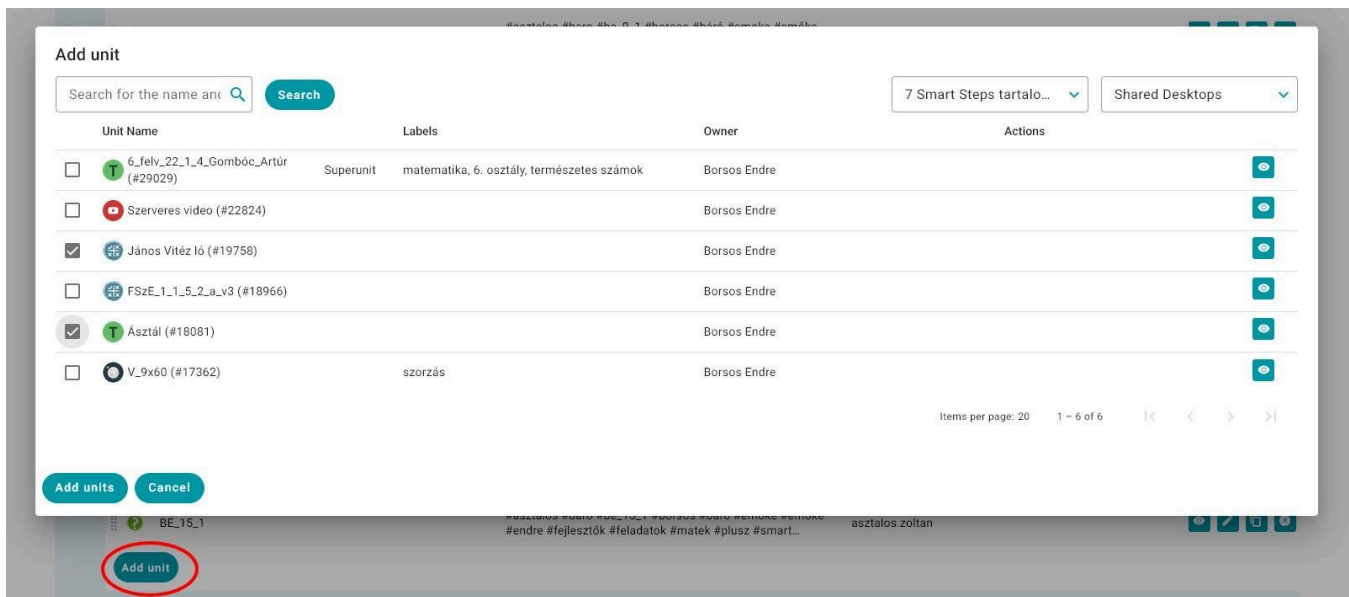 Add unit
Search for the name and
Search
7 Smart Steps tartalo...
Shared Desktops
Unit Name Labels Owner Actions
6_felv_22_1_4_Gombóc_Artúr
(#29029) Superunit matematika, 6. osztály, természetes számok Borsos Endre
Szerveres video (#22824) Borsos Endre
János Vitéz ló (#19758) Borsos Endre
FSzE_1_1_5_2_a_v3 (#18966) Borsos Endre
T Ásztál (#18081) Borsos Endre
V_9x60 (#17362) szorzás Borsos Endre
Items per page: 20 1 – 6 of 6
Add units Cancel
BE_15_1 asztalos.zoltan
#endre #fejlesztők #feladatok #matek #plusz #smart...
Add unit